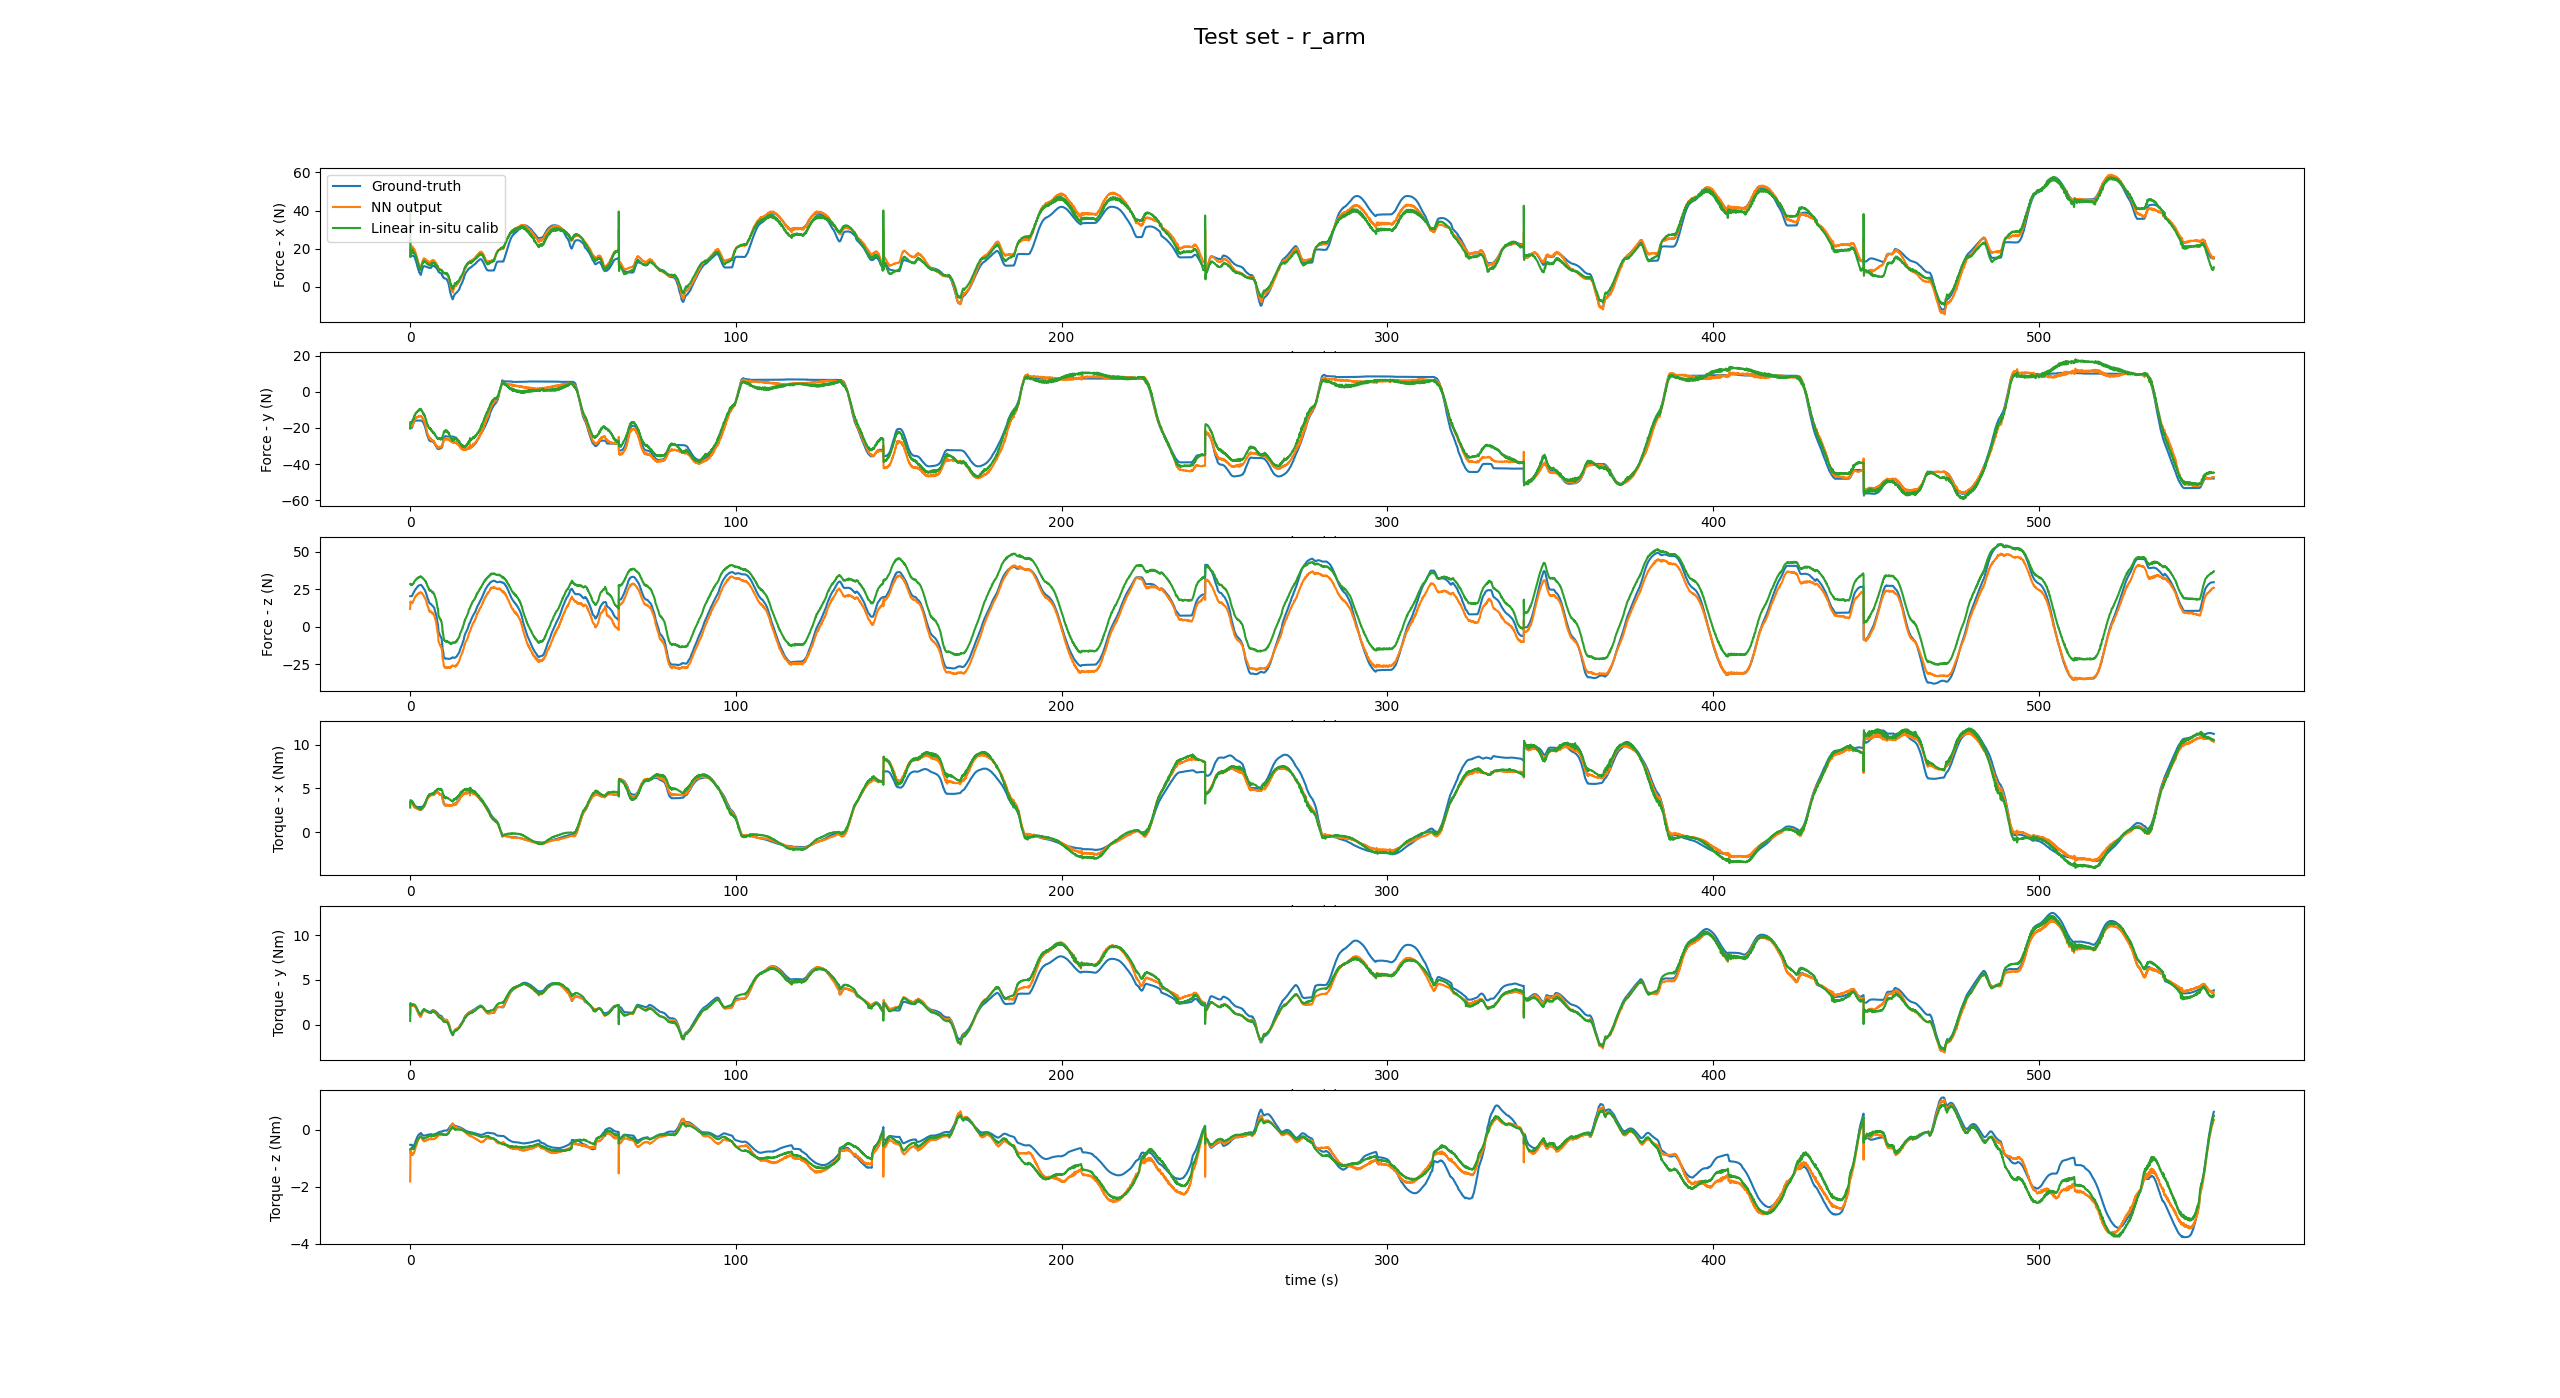 Test set - r_arm
Force - x (N)
60
40
20
0
Ground-truth
NN output
Linear in-situ calib
0 100 200 300 400 500
Force - y (N)
20
0
−20
−40
−60
0 100 200 300 400 500
Force - z (N)
50
25
0
−25
0 100 200 300 400 500
Torque - x (Nm)
10
5
0
0 100 200 300 400 500
Torque - y (Nm)
10
5
0
0 100 200 300 400 500
Torque - z (Nm)
0
−2
−4
0 100 200 300 400 500
time (s)